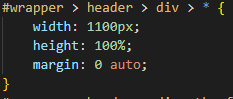 #wrapper > header > div > * {
    width: 1100px;
    height: 100%;
    margin: 0 auto;
}